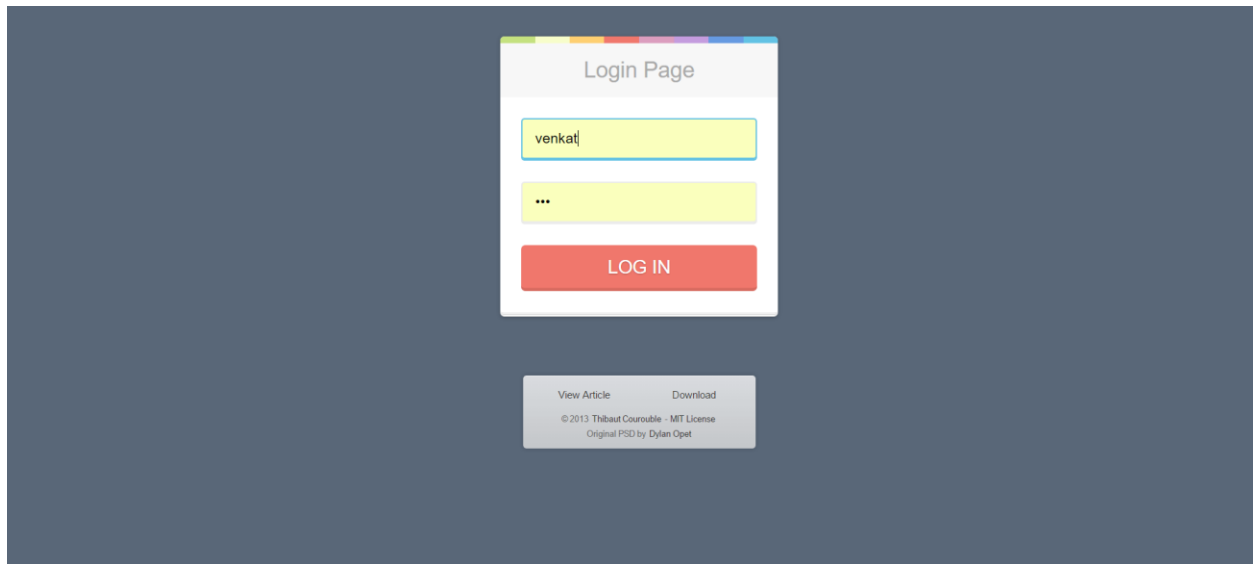 Login Page
venkat
•••
LOG IN
View Article Download
© 2013 Thibaut Courouble - MIT License
Original PSD by Dylan Opet